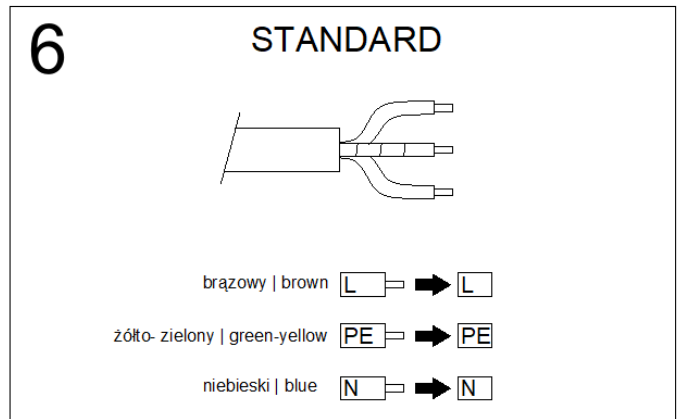 6
STANDARD
brązowy | brown L L
żółto- zielony | green-yellow PE PE
niebieski | blue N N